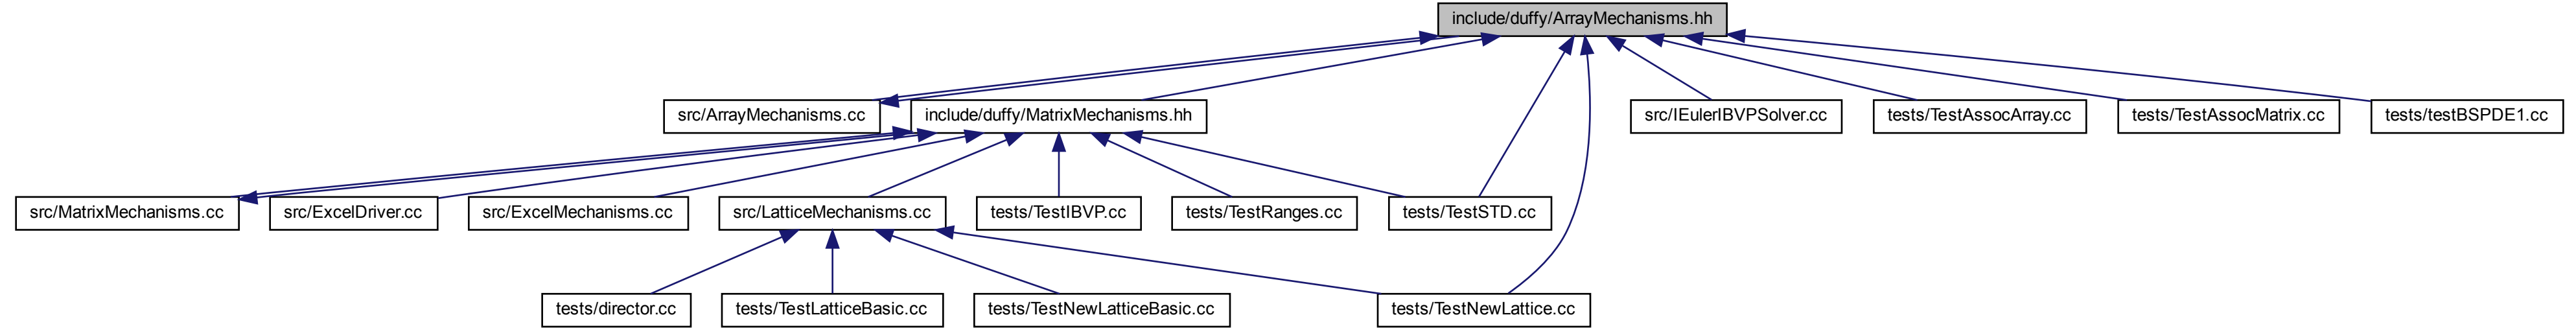 include/duffy/ArrayMechanisms.hh
src/ArrayMechanisms.cc
include/duffy/MatrixMechanisms.hh
src/IEulerIBVPSolver.cc
tests/TestAssocArray.cc
tests/TestAssocMatrix.cc
tests/testBSPDE1.cc
src/MatrixMechanisms.cc
src/ExcelDriver.cc
src/ExcelMechanisms.cc
src/LatticeMechanisms.cc
tests/TestIBVP.cc
tests/TestRanges.cc
tests/TestSTD.cc
tests/director.cc
tests/TestLatticeBasic.cc
tests/TestNewLatticeBasic.cc
tests/TestNewLattice.cc